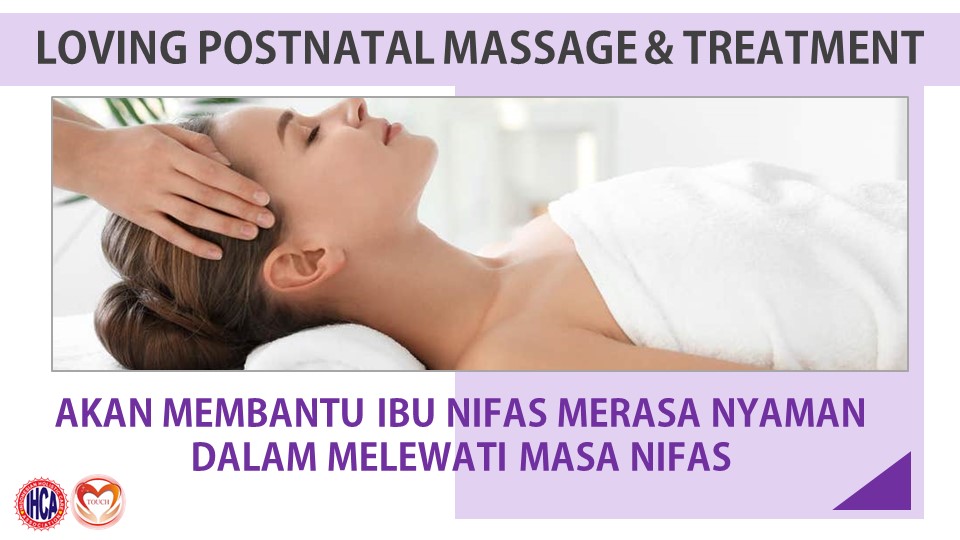 LOVING POSTNATAL MASSAGE & TREATMENT
AKAN MEMBANTU IBU NIFAS MERASA NYAMAN
DALAM MELEWATI MASA NIFAS
IHCA
TOUCH